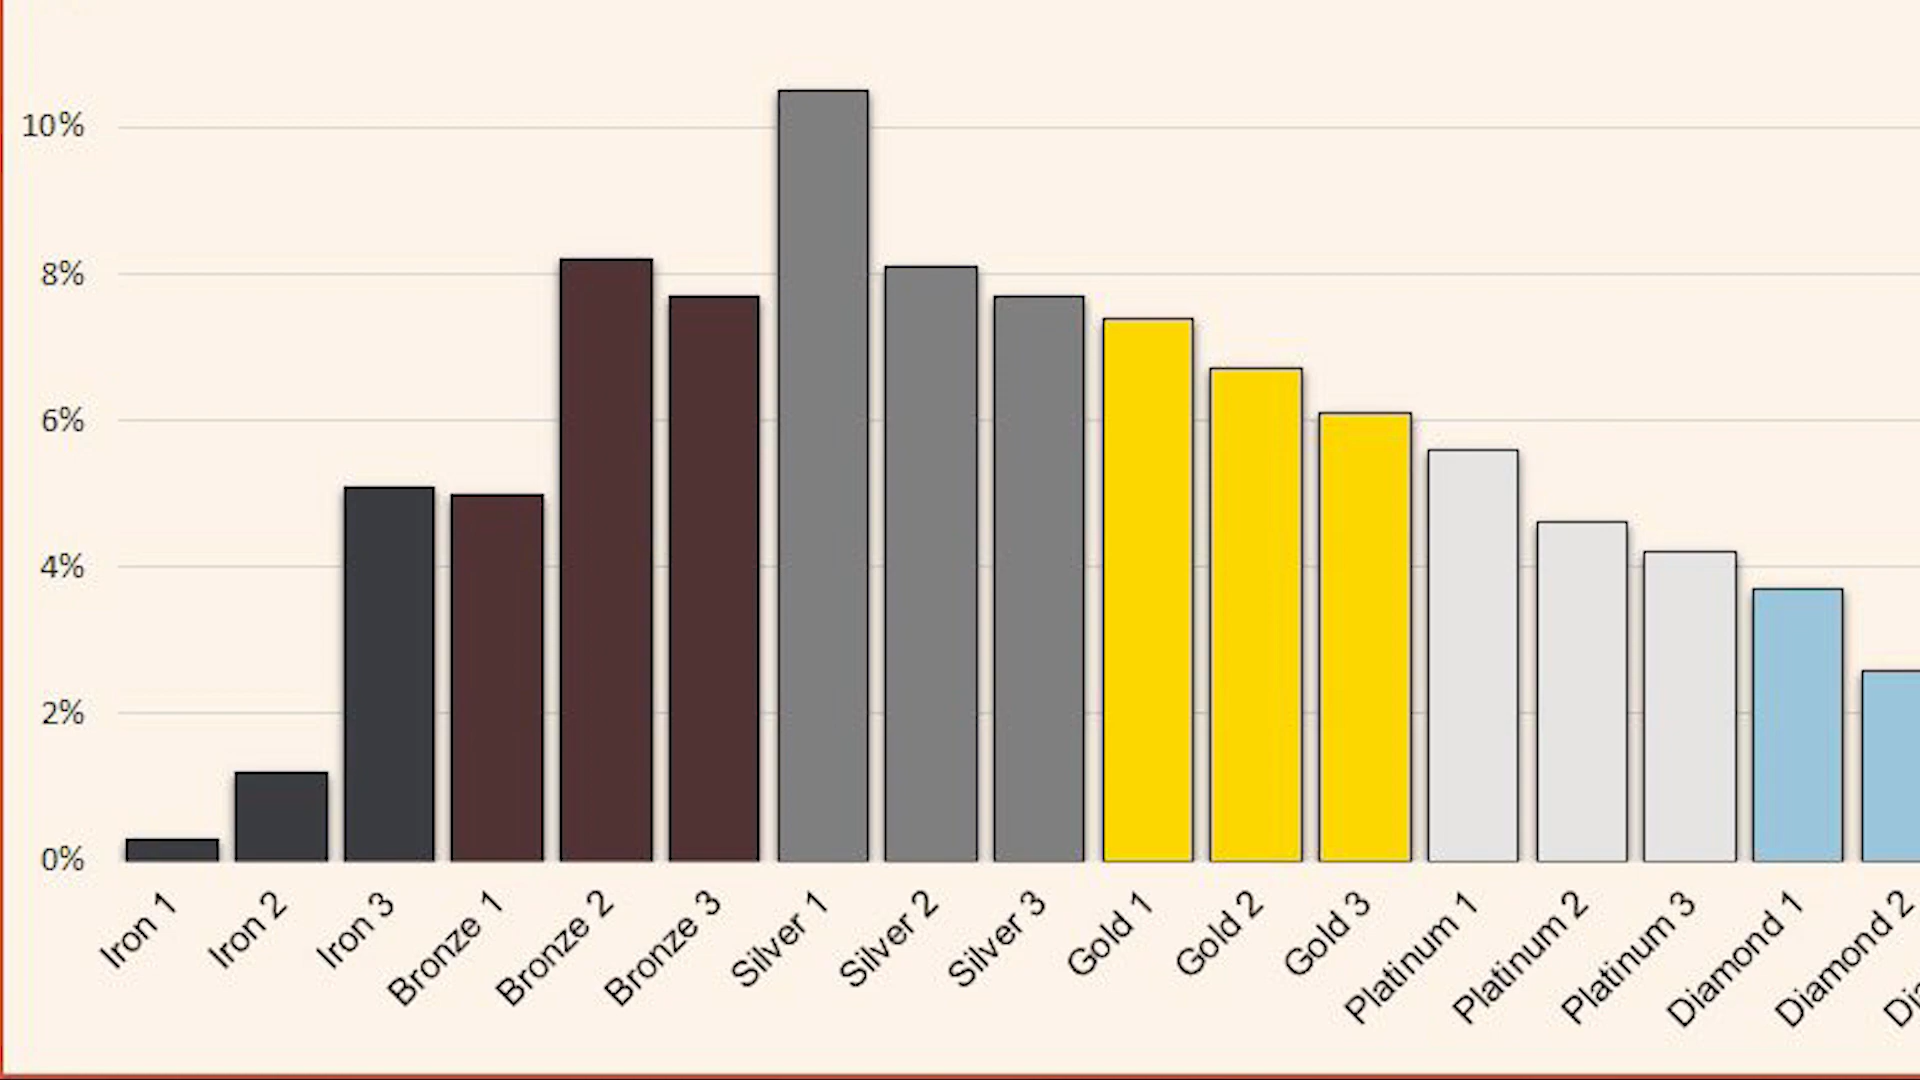 10%
8%
6%
4%
2%
0%
Iron 1
Iron 2
Iron 3
Bronze 1
Bronze 2
Bronze 3
Silver 1
Silver 2
Silver 3
Gold 1
Gold 2
Gold 3
Platinum 1
Platinum 2
Platinum 3
Diamond 1
Diamond 2